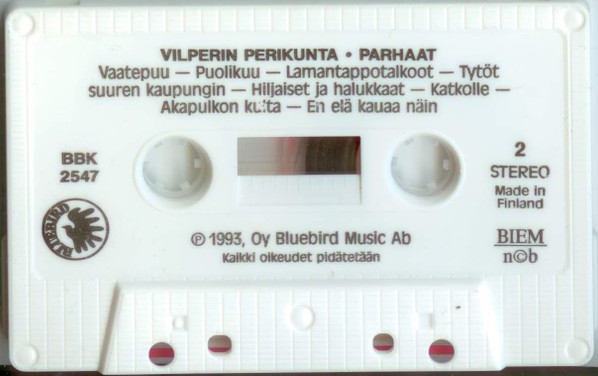 VILPERIN PERIKUNTA • PARHAAT
Vaatepuu — Puolikuu — Lamantappotalkoot — Tytöt
suuren kaupungin — Hiljaiset ja halukkaat — Katkolle —
Akapulkon kulta — En elä kauaa näin
BBK
2547
2
STEREO
Made in
Finland
BLUEBIRD
℗ 1993, Oy Bluebird Music Ab
Kaikki oikeudet pidätetään
BIEM
n©b